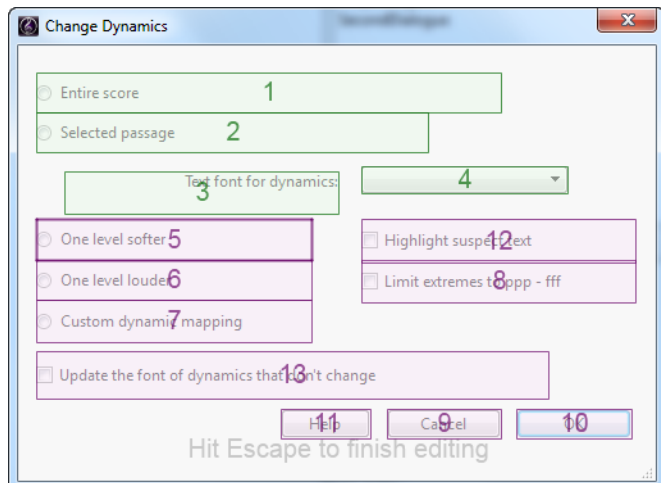 Change Dynamics
Entire score 1
Selected passage 2
Text font for dynamics: 3
4
One level softer 5
Highlight suspect text 12
One level louder 6
Limit extremes to ppp - fff 8
Custom dynamic mapping 7
Update the font of dynamics that don't change 13
Help 11
Cancel 9
OK 10
Hit Escape to finish editing